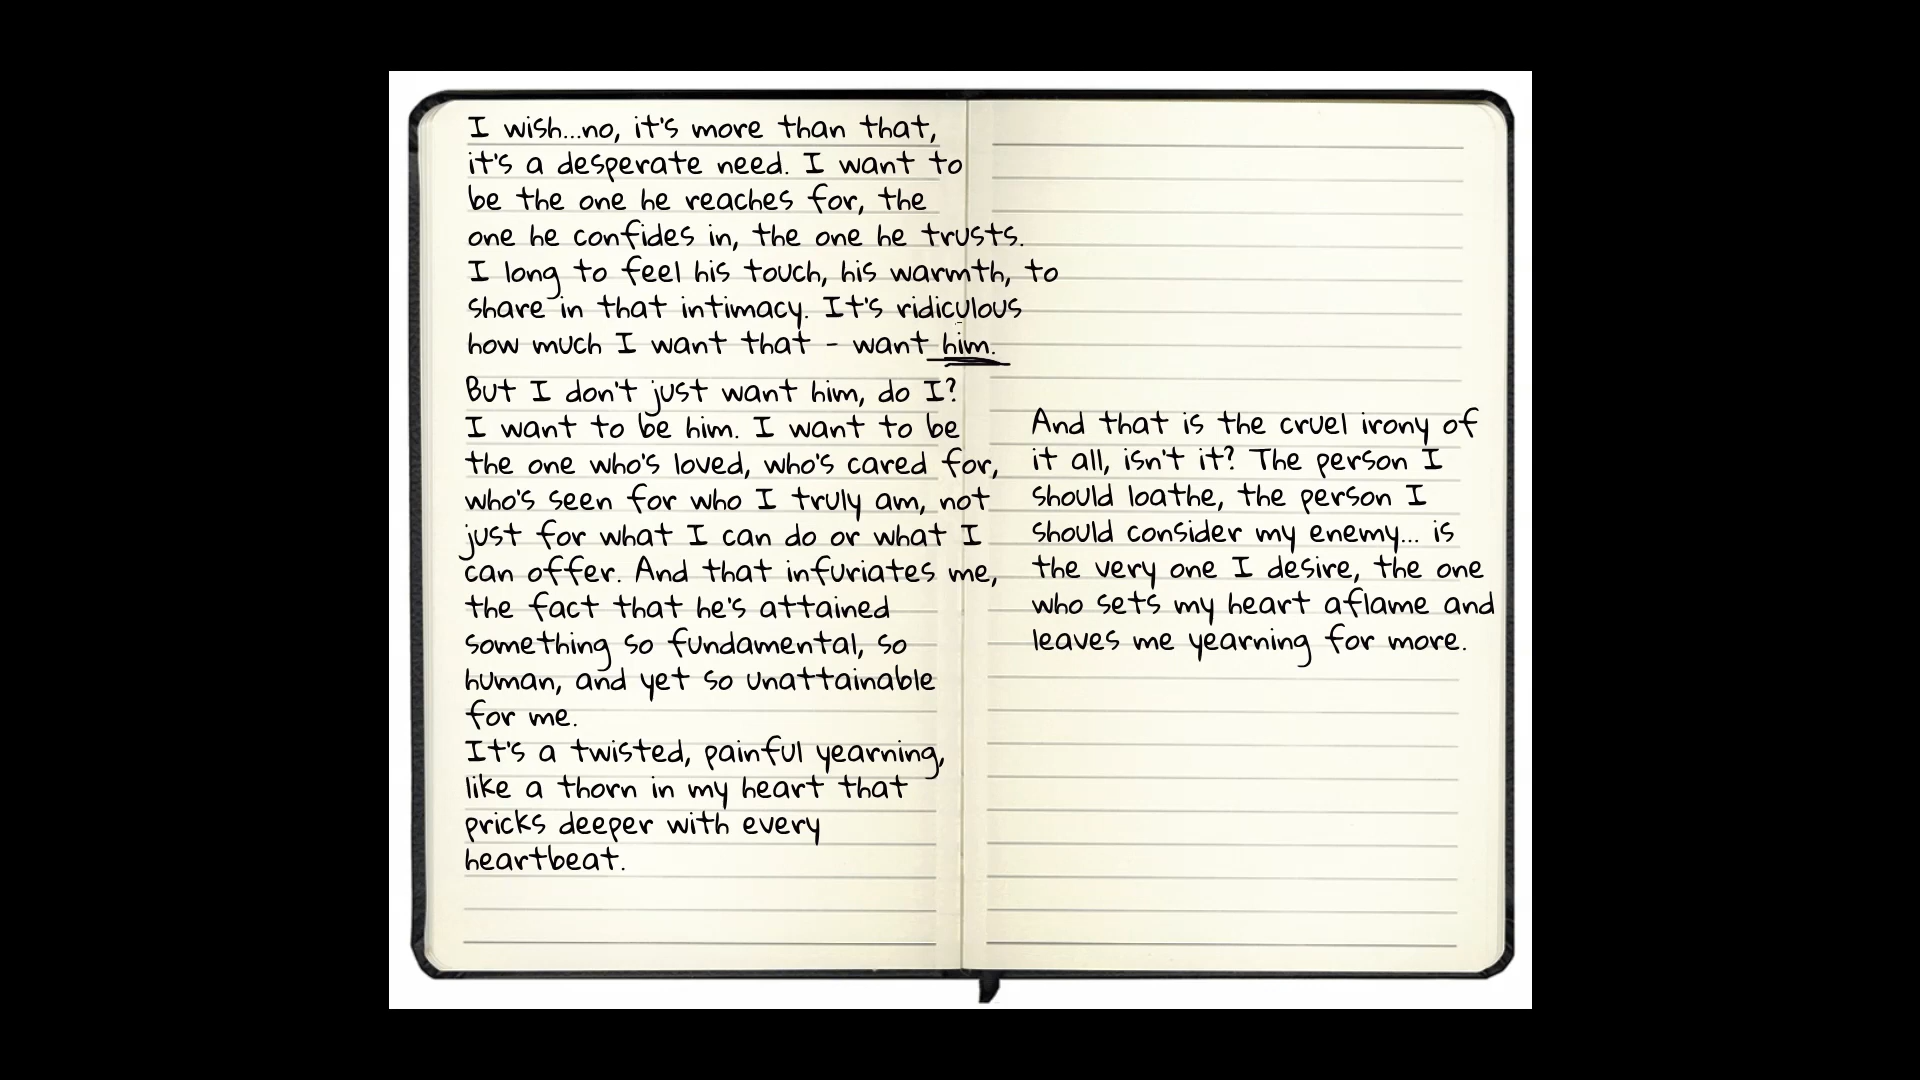 I wish...no, it's more than that,
it's a desperate need. I want to
be the one he reaches for, the
one he confides in, the one he trusts.
I long to feel his touch, his warmth, to
share in that intimacy. It's ridiculous
how much I want that - want him.
But I don't just want him, do I?
I want to be him. I want to be
the one who's loved, who's cared for,
who's seen for who I truly am, not
just for what I can do or what I
can offer. And that infuriates me,
the fact that he's attained
something so fundamental, so
human, and yet so unattainable
for me.
It's a twisted, painful yearning,
like a thorn in my heart that
pricks deeper with every
heartbeat.
And that is the cruel irony of
it all, isn't it? The person I
should loathe, the person I
should consider my enemy... is
the very one I desire, the one
who sets my heart aflame and
leaves me yearning for more.